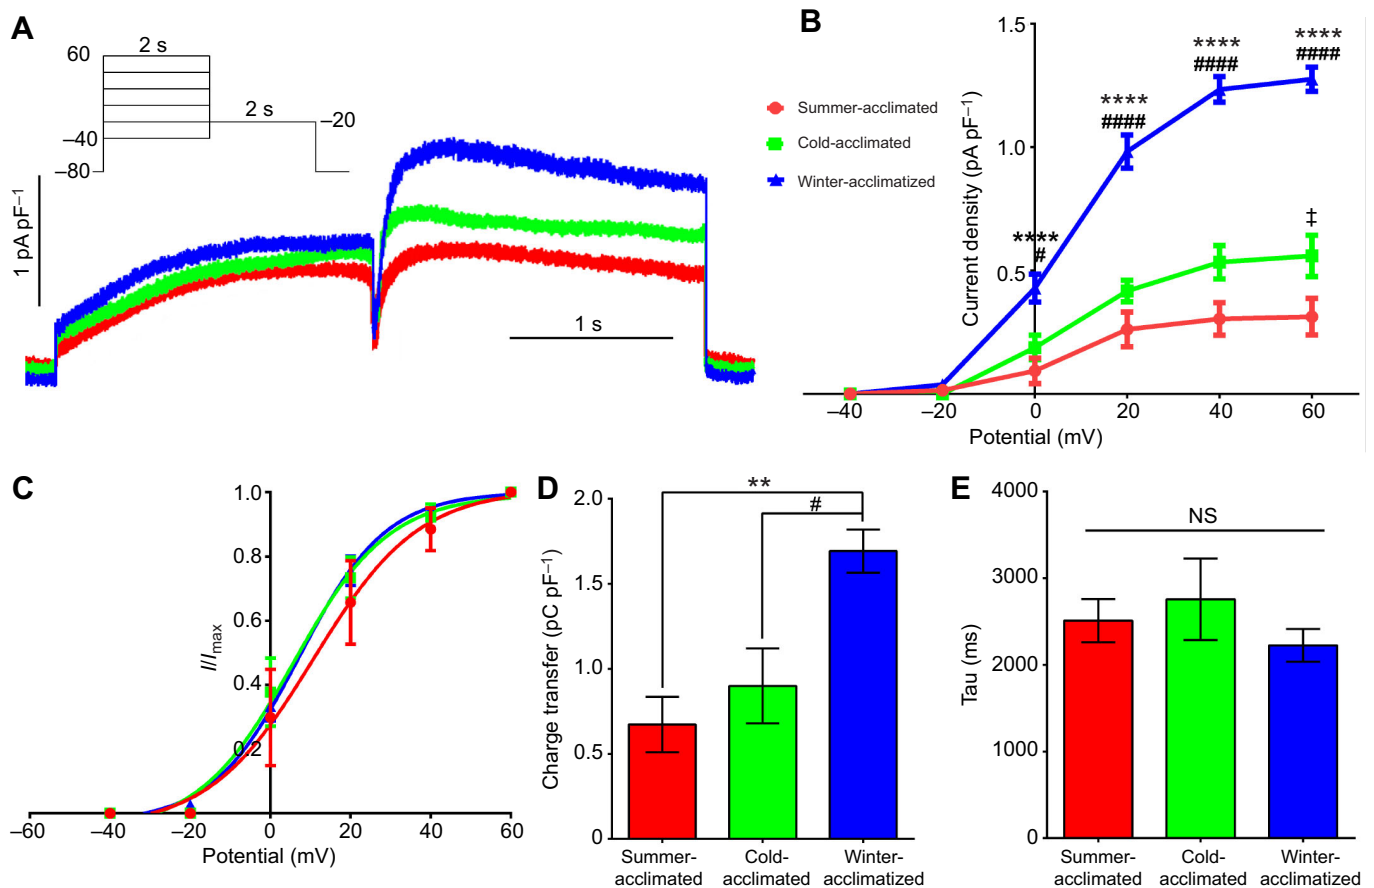 A
60
2 s
2 s
–20
–40
–80
1 pA pF–1
1 s
Summer-acclimated
Cold-acclimated
Winter-acclimatized
B
1.5
1.0
0.5
Current density (pA pF–1)
****
####
****
####
****
####
****
#
‡
–40
–20
0
20
40
60
Potential (mV)
C
1.0
0.8
0.6
0.4
0.2
I/Imax
–60
–40
–20
0
20
40
60
Potential (mV)
D
2.0
1.5
1.0
0.5
0
Charge transfer (pC pF–1)
**
#
Summer-
acclimated
Cold-
acclimated
Winter-
acclimatized
E
4000
3000
2000
1000
0
Tau (ms)
NS
Summer-
acclimated
Cold-
acclimated
Winter-
acclimatized